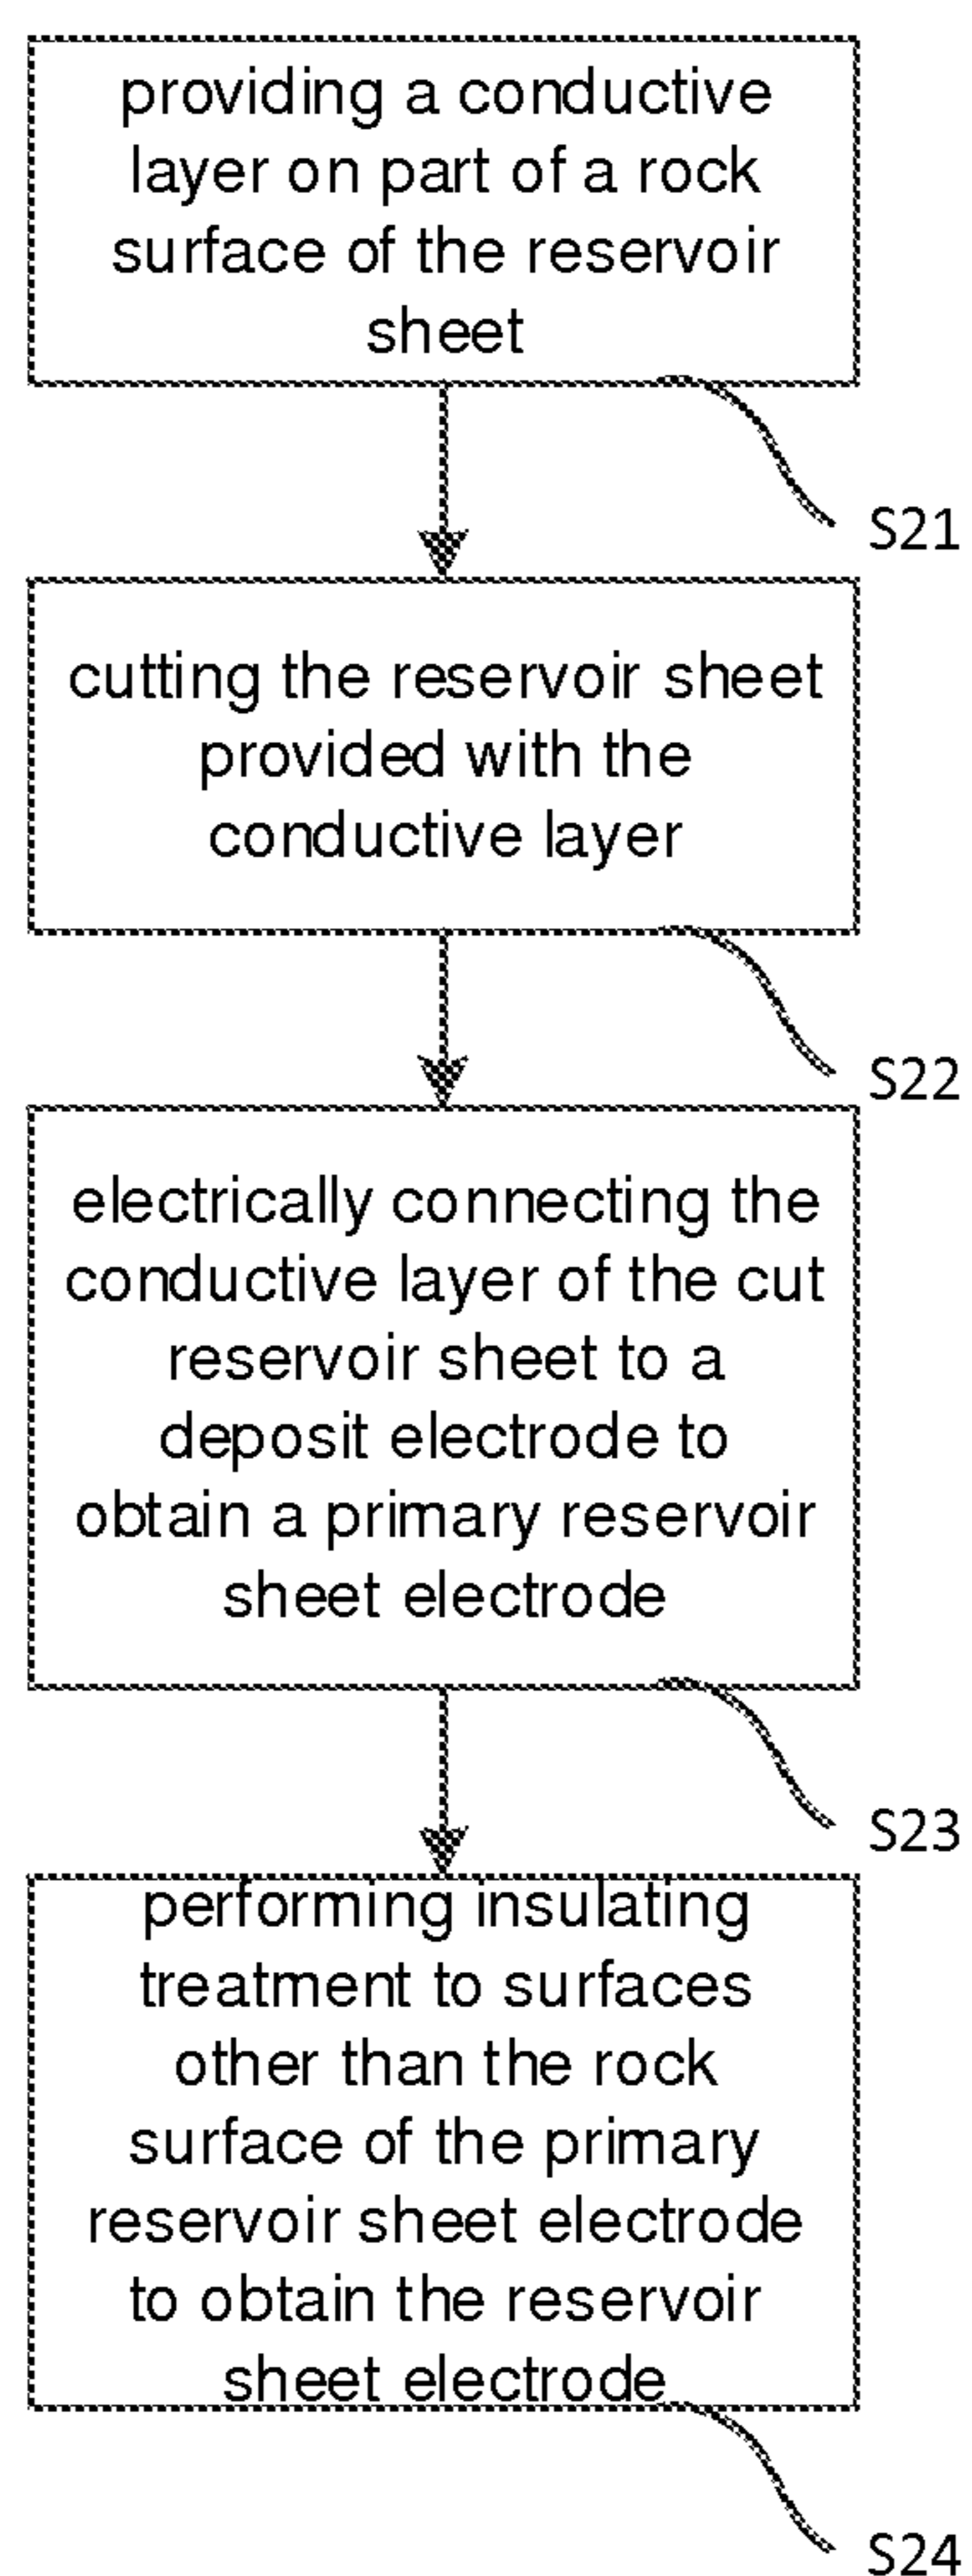 providing a conductive
layer on part of a rock
surface of the reservoir
sheet
S21
cutting the reservoir sheet
provided with the
conductive layer
S22
electrically connecting the
conductive layer of the cut
reservoir sheet to a
deposit electrode to
obtain a primary reservoir
sheet electrode
S23
performing insulating
treatment to surfaces
other than the rock
surface of the primary
reservoir sheet electrode
to obtain the reservoir
sheet electrode
S24